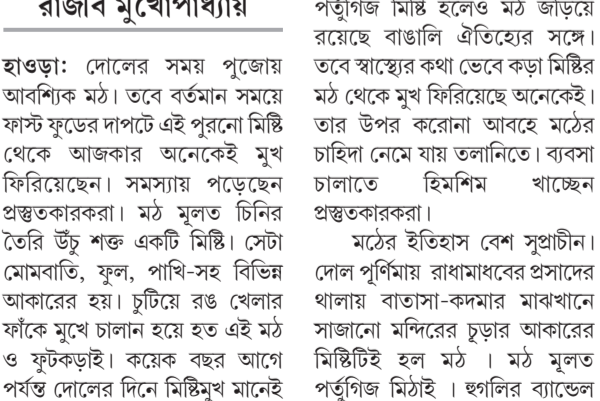 রাজীব মুখোপাধ্যায়
হাওড়া: দোলের সময় পুজোয়
আবশ্যিক মঠ। তবে বর্তমান সময়ে
ফাস্ট ফুডের দাপটে এই পুরনো মিষ্টি
থেকে আজকার অনেকেই মুখ
ফিরিয়েছেন। সমস্যায় পড়েছেন
প্রস্তুতকারকরা। মঠ মূলত চিনির
তৈরি উঁচু শক্ত একটি মিষ্টি। সেটা
মোমবাতি, ফুল, পাখি-সহ বিভিন্ন
আকারের হয়। চুটিয়ে রঙ খেলার
ফাঁকে মুখে চালান হয়ে হত এই মঠ
ও ফুটকড়াই। কয়েক বছর আগে
পর্যন্ত দোলের দিনে মিষ্টিমুখ মানেই
পর্তুগিজ মিষ্টি হলেও মঠ জড়িয়ে
রয়েছে বাঙালি ঐতিহ্যের সঙ্গে।
তবে স্বাস্থ্যের কথা ভেবে কড়া মিষ্টির
মঠ থেকে মুখ ফিরিয়েছে অনেকেই।
তার উপর করোনা আবহে মঠের
চাহিদা নেমে যায় তলানিতে। ব্যবসা
চালাতে হিমশিম খাচ্ছেন
প্রস্তুতকারকরা।
মঠের ইতিহাস বেশ সুপ্রাচীন।
দোল পূর্ণিমায় রাধামাধবের প্রসাদের
থালায় বাতাসা-কদমার মাঝখানে
সাজানো মন্দিরের চূড়ার আকারের
মিষ্টিটিই হল মঠ । মঠ মূলত
পর্তুগিজ মিঠাই । হুগলির ব্যান্ডেল